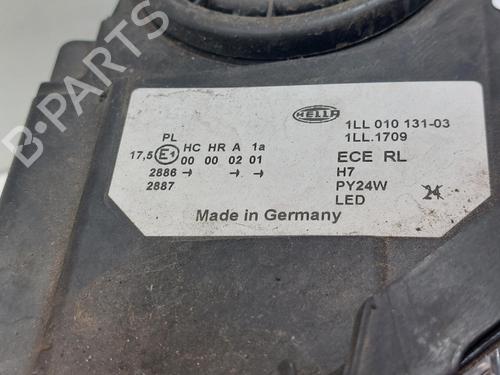 B-PARTS
HELLA
1LL 010 131-03
1LL.1709
PL
HC HR A 1a
17,5 E1 00 00 02 01
2886 → → →
2887
ECE RL
H7
PY24W
LED
24
Made in Germany